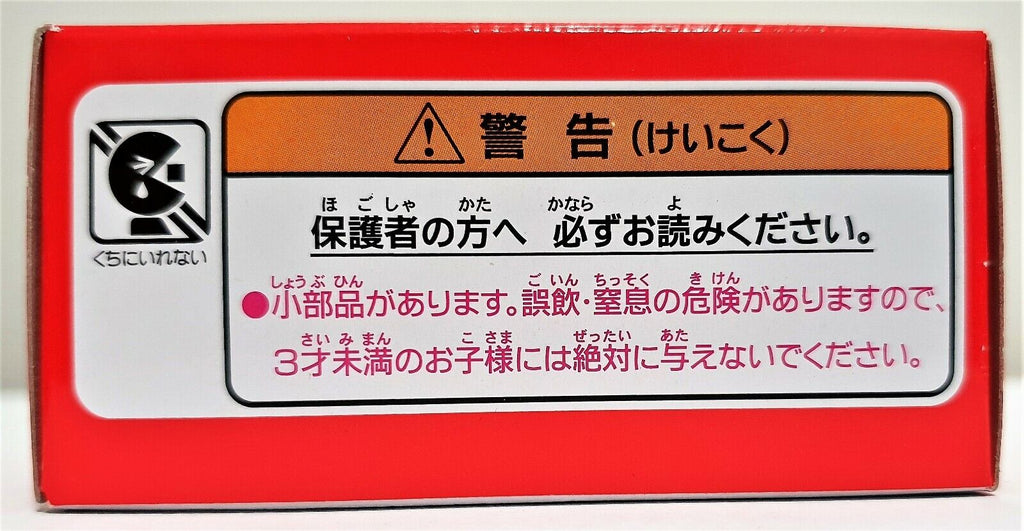 警告(けいこく)
ほごしゃ かた かなら よ
保護者の方へ 必ずお読みください。
しょうぶひん ごいん ちっそく きけん
●小部品があります。誤飲・窒息の危険がありますので、
さいみまん こさま ぜったい あた
3才未満のお子様には絶対に与えないでください。
くちにいれない